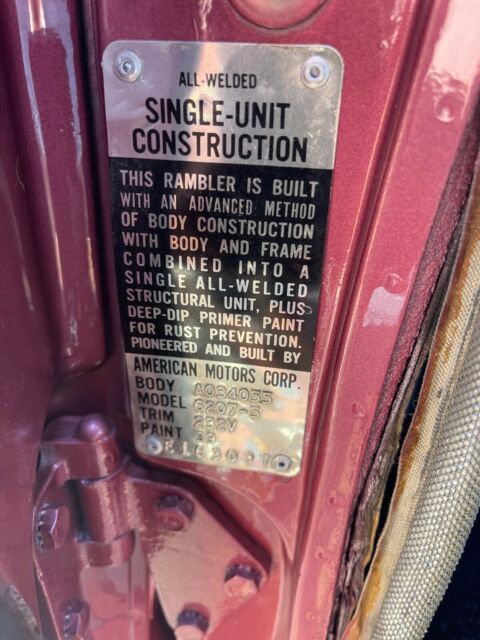 ALL-WELDED
SINGLE-UNIT
CONSTRUCTION
THIS RAMBLER IS BUILT
WITH AN ADVANCED METHOD
OF BODY CONSTRUCTION
WITH BODY AND FRAME
COMBINED INTO A
SINGLE ALL-WELDED
STRUCTURAL UNIT, PLUS
DEEP-DIP PRIMER PAINT
FOR RUST PREVENTION.
PIONEERED AND BUILT BY
AMERICAN MOTORS CORP.
BODY A034055
MODEL 6207-5
TRIM 292V
PAINT